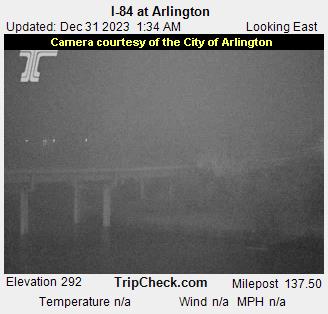 I-84 at Arlington
Updated: Dec 31 2023 1:34 AM Looking East
Camera courtesy of the City of Arlington
Elevation 292 TripCheck.com Milepost 137.50
Temperature n/a Wind n/a MPH n/a